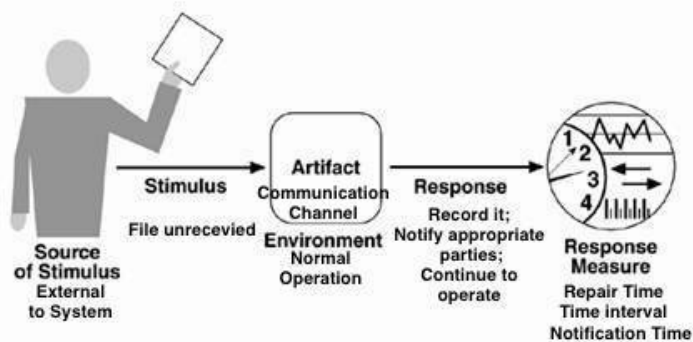 Source
of Stimulus
External
to System
Stimulus
File unrecevied
Artifact
Communication
Channel
Environment
Normal
Operation
Response
Record it;
Notify appropriate
parties;
Continue to
operate
1
2
3
4
Response
Measure
Repair Time
Time interval
Notification Time